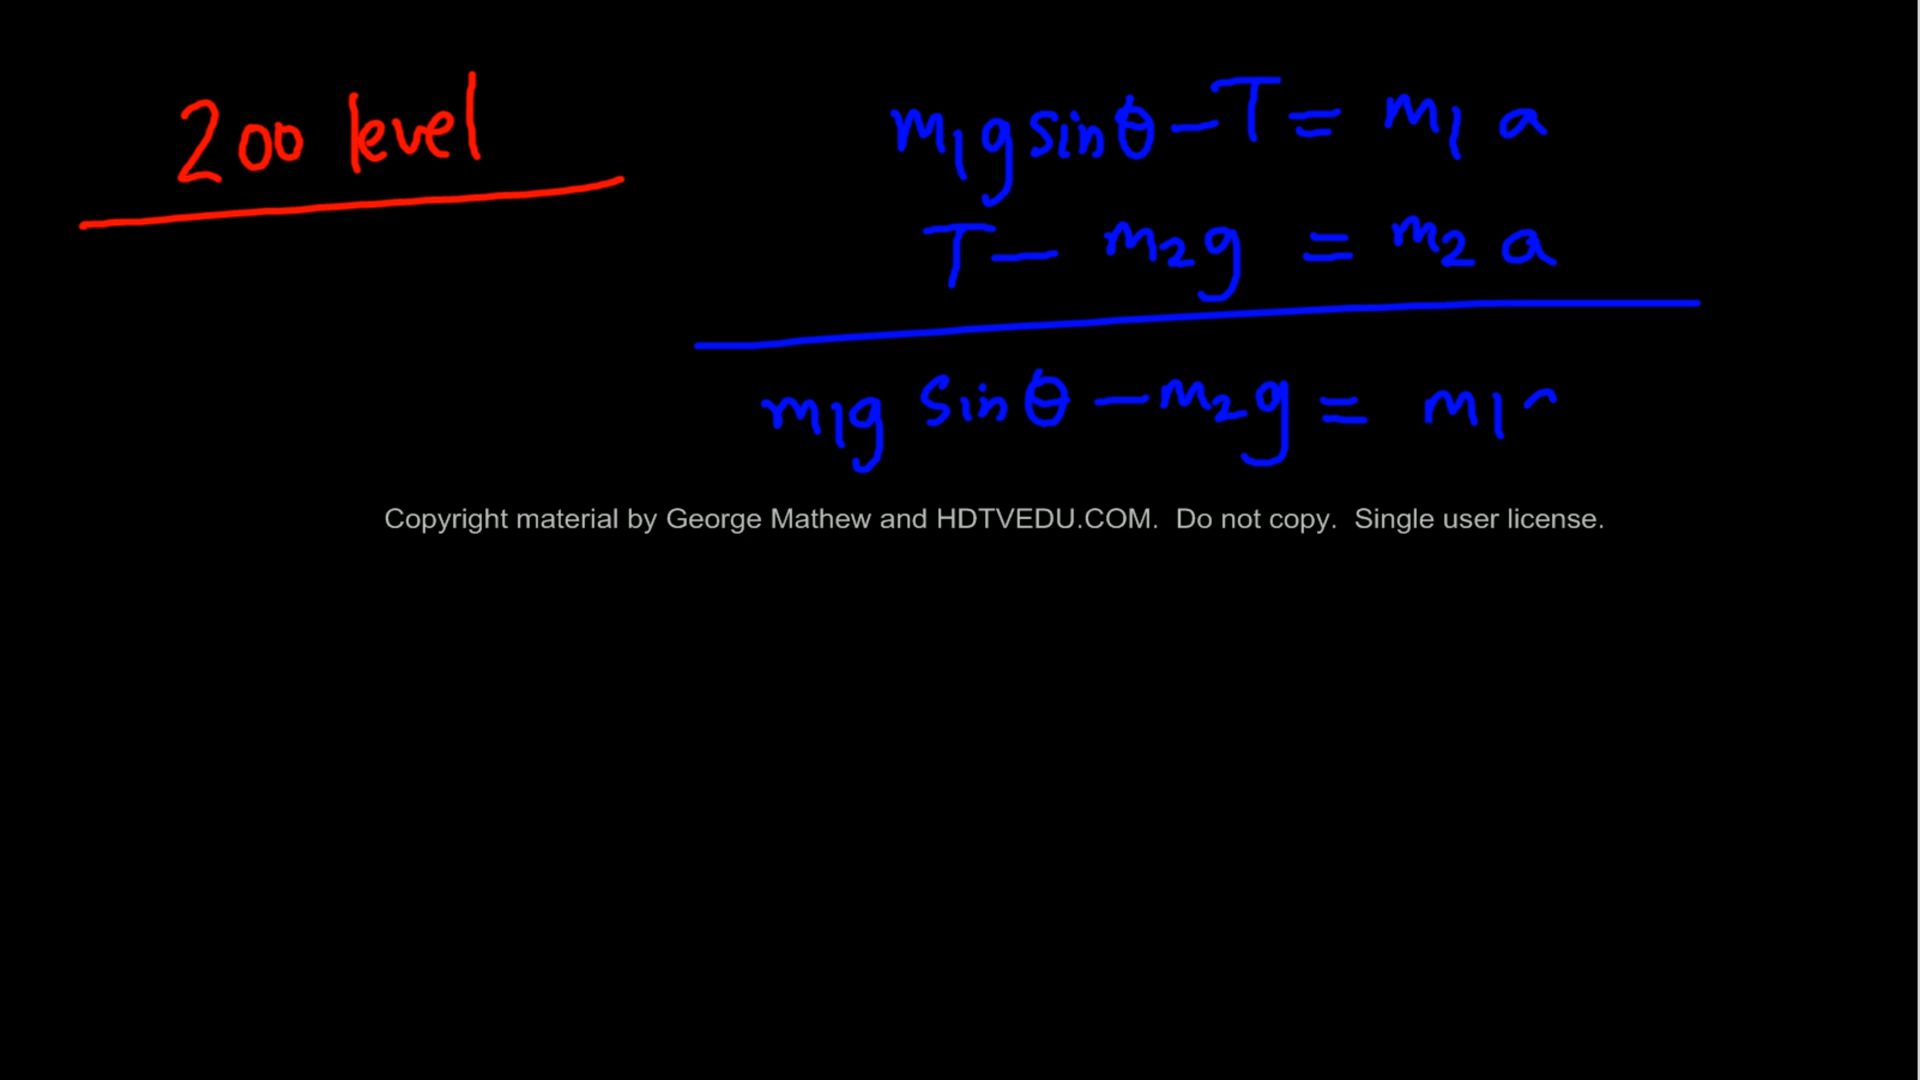 200 level
m₁g sinθ - T = m₁ a
T - m₂g = m₂ a
m₁g sinθ - m₂g = m₁
Copyright material by George Mathew and HDTVEDU.COM. Do not copy. Single user license.